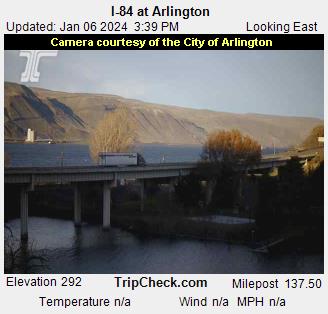 I-84 at Arlington
Updated: Jan 06 2024 3:39 PM Looking East
Camera courtesy of the City of Arlington
Elevation 292 TripCheck.com Milepost 137.50
Temperature n/a Wind n/a MPH n/a